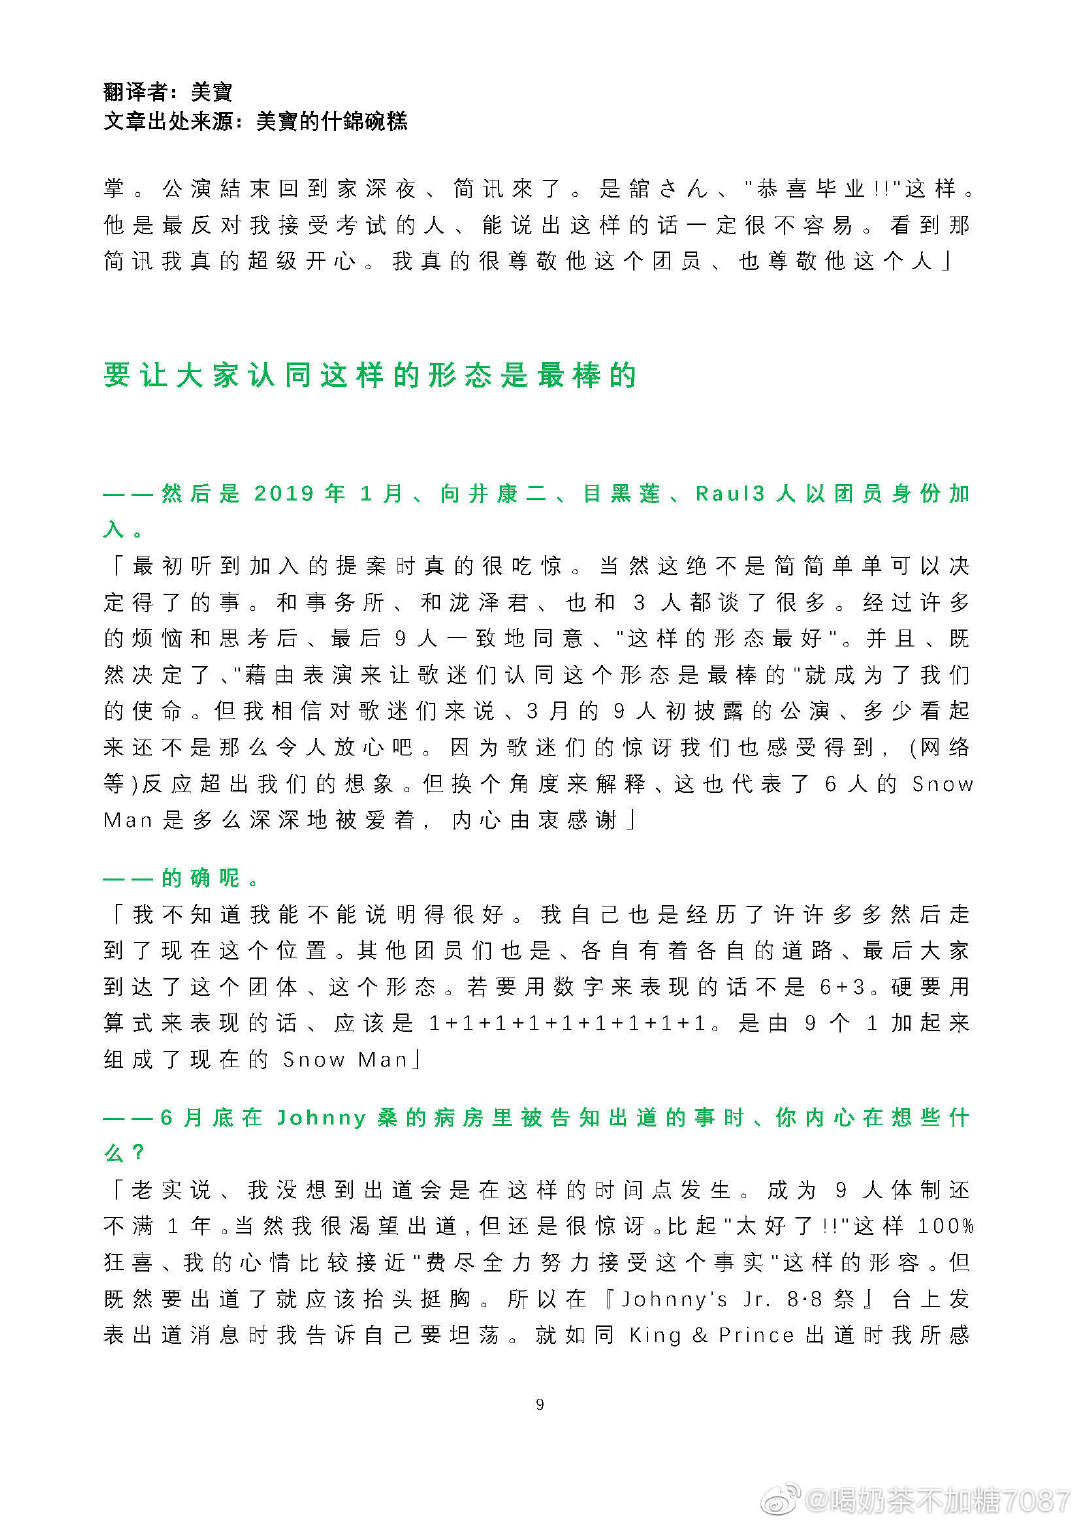 翻译者：美寶
文章出处来源：美寶的什錦碗糕
掌。公演結束回到家深夜、简讯來了。是舘さん、"恭喜毕业!!"这样。
他是最反对我接受考试的人、能说出这样的话一定很不容易。看到那
简讯我真的超级开心。我真的很尊敬他这个团员、也尊敬他这个人」
要让大家认同这样的形态是最棒的
——然后是 2019 年 1 月、向井康二、目黑莲、Raul3 人以团员身份加
入。
「最初听到加入的提案时真的很吃惊。当然这绝不是简简单单可以决
定得了的事。和事务所、和泷泽君、也和 3 人都谈了很多。经过许多
的烦恼和思考后、最后 9 人一致地同意、"这样的形态最好"。并且、既
然决定了、"藉由表演来让歌迷们认同这个形态是最棒的"就成为了我们
的使命。但我相信对歌迷们来说、3 月的 9 人初披露的公演、多少看起
来还不是那么令人放心吧。因为歌迷们的惊讶我们也感受得到，(网络
等)反应超出我们的想象。但换个角度来解释、这也代表了 6 人的 Snow
Man 是多么深深地被爱着，内心由衷感谢」
——的确呢。
「我不知道我能不能说明得很好。我自己也是经历了许许多多然后走
到了现在这个位置。其他团员们也是、各自有着各自的道路、最后大家
到达了这个团体、这个形态。若要用数字来表现的话不是 6+3。硬要用
算式来表现的话、应该是 1+1+1+1+1+1+1+1+1。是由 9 个 1 加起来
组成了现在的 Snow Man」
——6 月底在 Johnny 桑的病房里被告知出道的事时、你内心在想些什
么？
「老实说、我没想到出道会是在这样的时间点发生。成为 9 人体制还
不满 1 年。当然我很渴望出道,但还是很惊讶。比起"太好了!!"这样 100%
狂喜、我的心情比较接近"费尽全力努力接受这个事实"这样的形容。但
既然要出道了就应该抬头挺胸。所以在『Johnny's Jr. 8·8 祭』台上发
表出道消息时我告诉自己要坦荡。就如同 King & Prince 出道时我所感
9
@喝奶茶不加糖7087